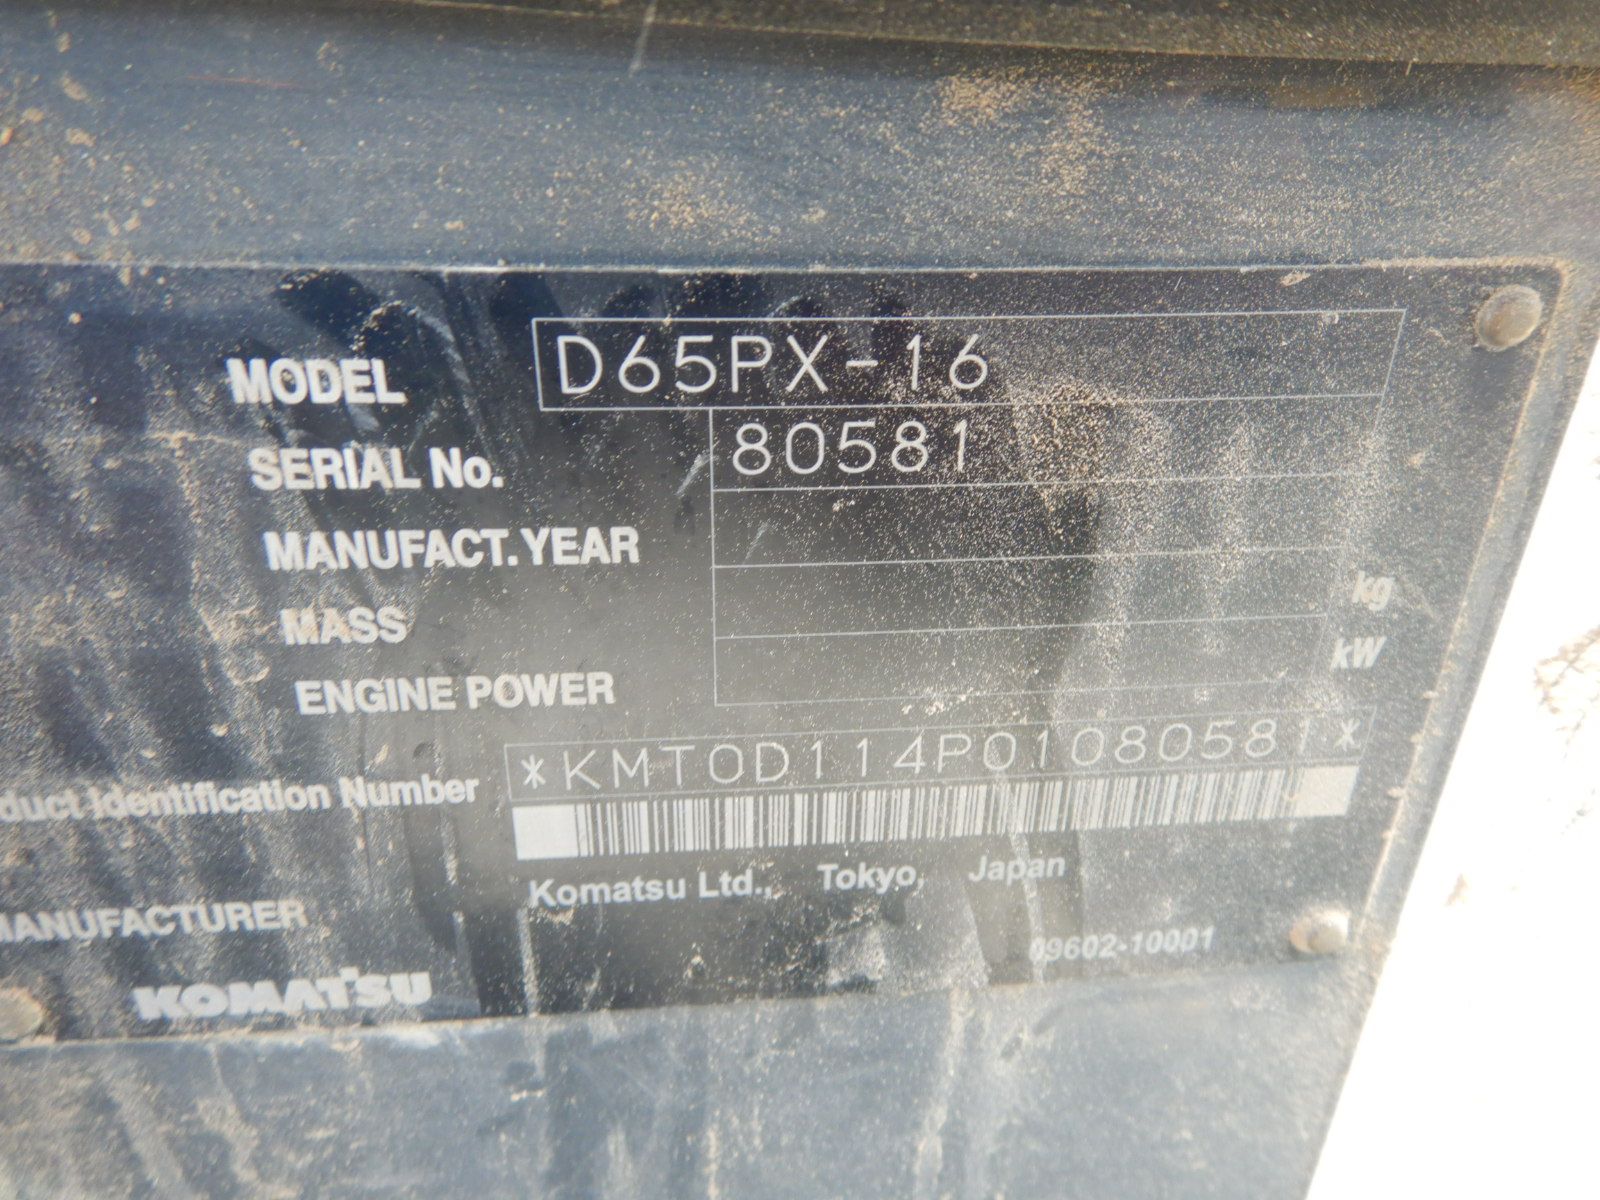 MODEL D65PX-16
SERIAL No. 80581
MANUFACT. YEAR
MASS kg
ENGINE POWER kW
duct Identification Number *KMT0D114P01080581*
MANUFACTURER Komatsu Ltd., Tokyo, Japan
KOMATSU 09602-10001